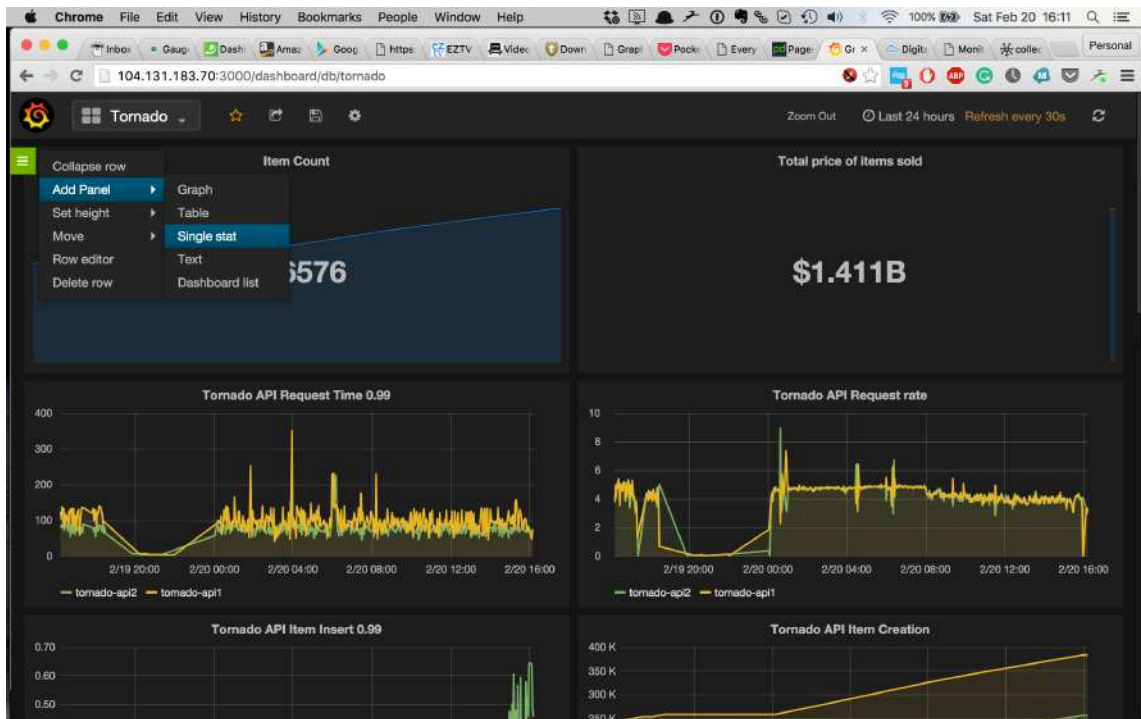 Chrome File Edit View History Bookmarks People Window Help 100% Sat Feb 20 16:11
Inbox Gaug Dash Amaz Goog https EZTV Videc Down Grapl Pock Every Page Gr Digit Monit collec Personal
104.131.183.70:3000/dashboard/db/tornado ABP
Tornado Zoom Out Last 24 hours Refresh every 30s
Item Count Total price of items sold
Collapse row
Add Panel Graph
Set height Table
Move Single stat
Row editor Text
Delete row Dashboard list
576 $1.411B
Tornado API Request Time 0.99 Tornado API Request rate
400 10
300 8
200 6
100 4
0 2
0
2/19 20:00 2/20 00:00 2/20 04:00 2/20 08:00 2/20 12:00 2/20 16:00
2/19 20:00 2/20 00:00 2/20 04:00 2/20 08:00 2/20 12:00 2/20 16:00
tornado-api2 tornado-api1 tornado-api2 tornado-api1
Tornado API Item Insert 0.99 Tornado API Item Creation
0.70 400 K
0.60 350 K
0.50 300 K
250 K